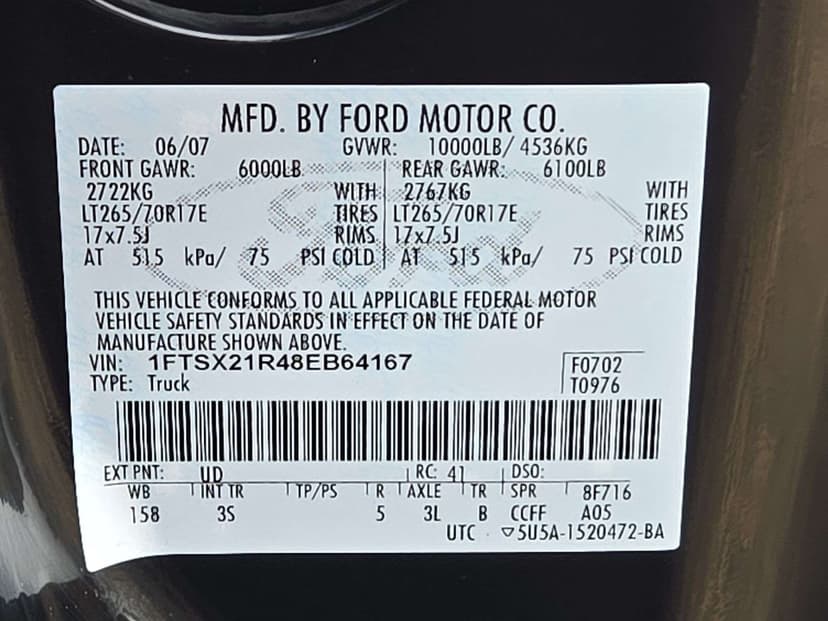 MFD. BY FORD MOTOR CO.
DATE: 06/07 GVWR: 10000LB/ 4536KG
FRONT GAWR: 6000LB REAR GAWR: 6100LB
2722KG WITH 2767KG WITH
LT265/70R17E TIRES LT265/70R17E TIRES
17x7.5J RIMS 17x7.5J RIMS
AT 515 kPa/ 75 PSI COLD AT 515 kPa/ 75 PSI COLD
Ford
THIS VEHICLE CONFORMS TO ALL APPLICABLE FEDERAL MOTOR
VEHICLE SAFETY STANDARDS IN EFFECT ON THE DATE OF
MANUFACTURE SHOWN ABOVE.
VIN: 1FTSX21R48EB64167 F0702
TYPE: Truck T0976
EXT PNT: UD RC: 41 DSO:
WB INT TR TP/PS R AXLE TR SPR 8F716
158 3S 5 3L B CCFF A05
UTC ▽5U5A-1520472-BA